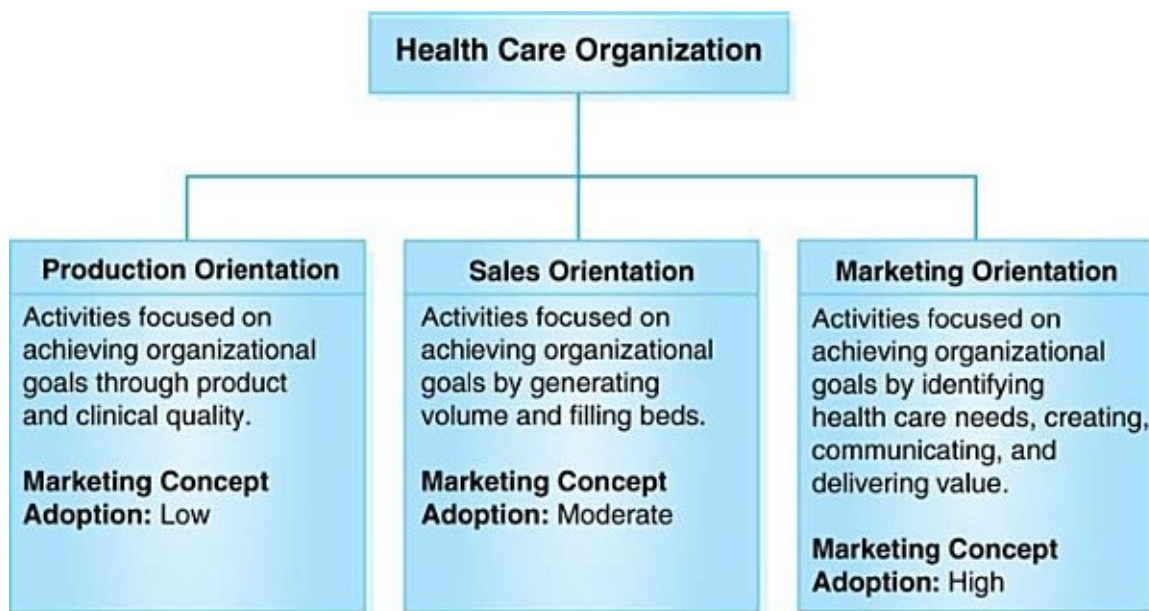 Health Care Organization
Production Orientation
Activities focused on
achieving organizational
goals through product
and clinical quality.
Marketing Concept
Adoption: Low
Sales Orientation
Activities focused on
achieving organizational
goals by generating
volume and filling beds.
Marketing Concept
Adoption: Moderate
Marketing Orientation
Activities focused on
achieving organizational
goals by identifying
health care needs, creating,
communicating, and
delivering value.
Marketing Concept
Adoption: High